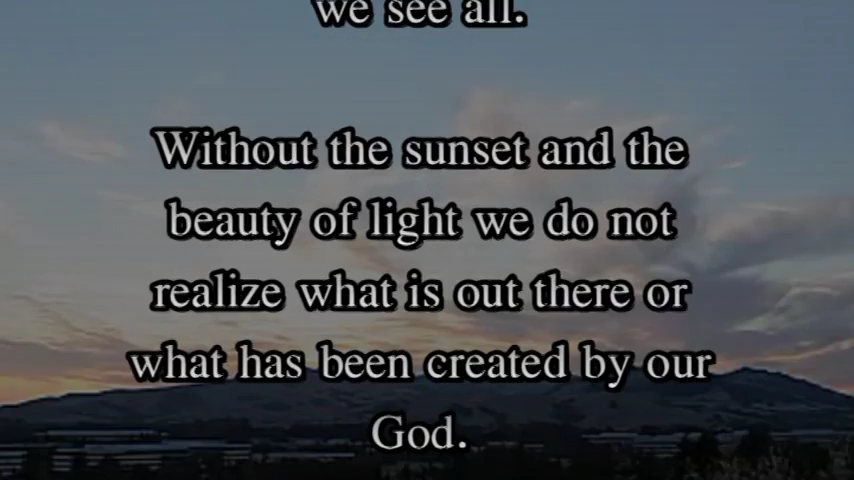 we see all.
Without the sunset and the
beauty of light we do not
realize what is out there or
what has been created by our
God.